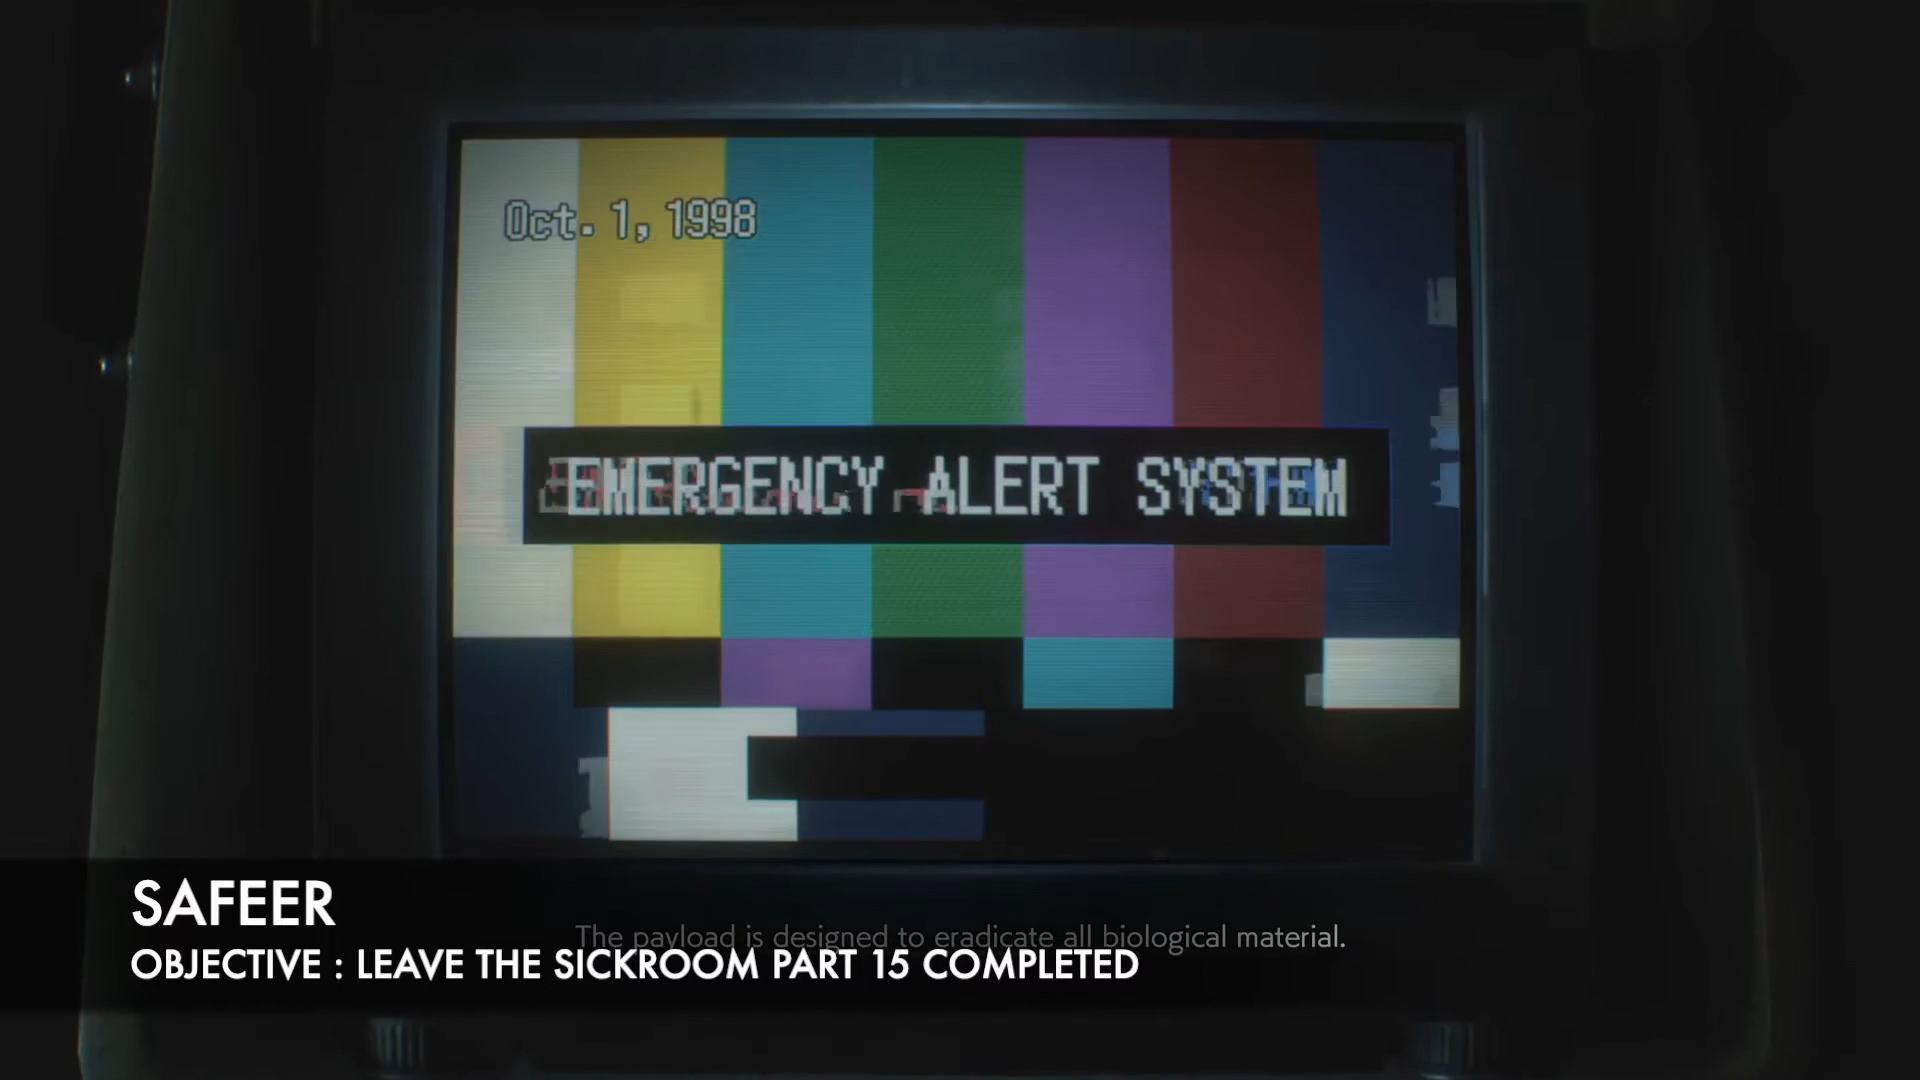 Oct. 1, 1998
EMERGENCY ALERT SYSTEM
SAFEER
The payload is designed to eradicate all biological material.
OBJECTIVE : LEAVE THE SICKROOM PART 15 COMPLETED